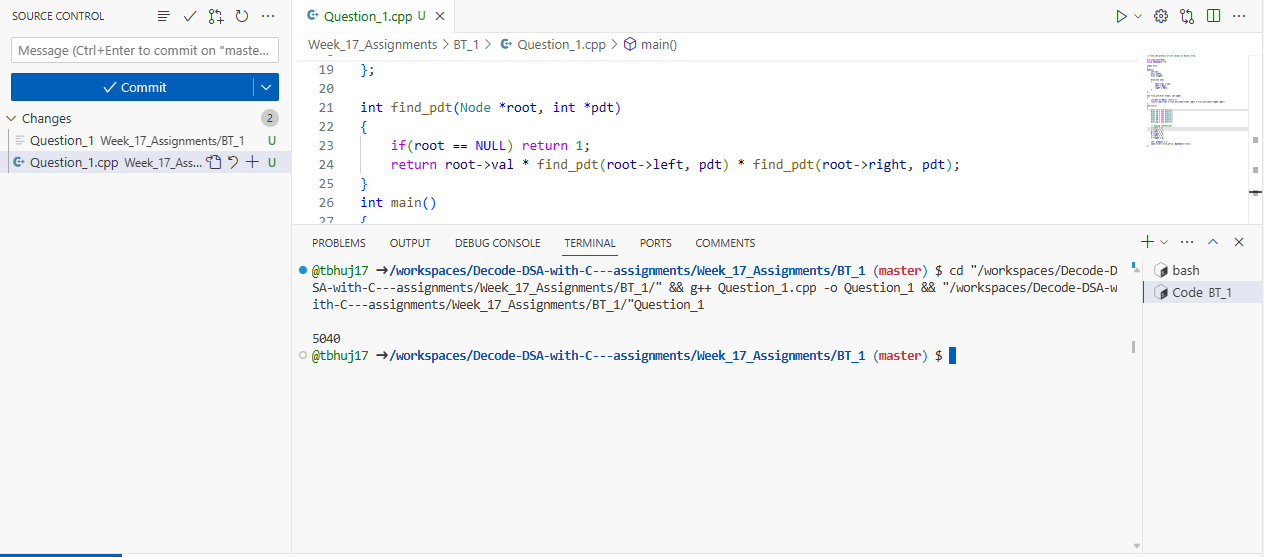 SOURCE CONTROL
Message (Ctrl+Enter to commit on "maste...
Commit
Changes 2
Question_1 Week_17_Assignments/BT_1 U
Question_1.cpp Week_17_Ass... U
Question_1.cpp U
Week_17_Assignments > BT_1 > Question_1.cpp > main()
19 };
20
21 int find_pdt(Node *root, int *pdt)
22 {
23 if(root == NULL) return 1;
24 return root->val * find_pdt(root->left, pdt) * find_pdt(root->right, pdt);
25 }
26 int main()
27 {
PROBLEMS OUTPUT DEBUG CONSOLE TERMINAL PORTS COMMENTS
@tbhuj17 ➜/workspaces/Decode-DSA-with-C---assignments/Week_17_Assignments/BT_1 (master) $ cd "/workspaces/Decode-D
SA-with-C---assignments/Week_17_Assignments/BT_1/" && g++ Question_1.cpp -o Question_1 && "/workspaces/Decode-DSA-w
ith-C---assignments/Week_17_Assignments/BT_1/"Question_1
5040
@tbhuj17 ➜/workspaces/Decode-DSA-with-C---assignments/Week_17_Assignments/BT_1 (master) $
bash
Code BT_1